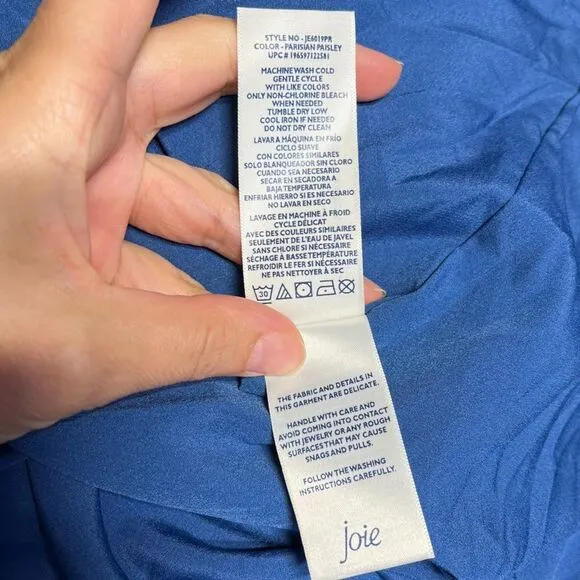 STYLE NO - JE6019PR
COLOR - PARISIAN PAISLEY
UPC # 196597122581
MACHINE WASH COLD
GENTLE CYCLE
WITH LIKE COLORS
ONLY NON-CHLORINE BLEACH
WHEN NEEDED
TUMBLE DRY LOW
COOL IRON IF NEEDED
DO NOT DRY CLEAN
LAVAR A MÁQUINA EN FRÍO
CICLO SUAVE
CON COLORES SIMILARES
SOLO BLANQUEADOR SIN CLORO
CUANDO SEA NECESARIO
SECAR EN SECADORA A
BAJA TEMPERATURA
ENFRIAR HIERRO SI ES NECESARIO
NO LAVAR EN SECO
LAVAGE EN MACHINE À FROID
CYCLE DÉLICAT
AVEC DES COULEURS SIMILAIRES
SEULEMENT DE L'EAU DE JAVEL
SANS CHLORE SI NÉCESSAIRE
SÉCHAGE À BASSE TEMPÉRATURE
REFROIDIR LE FER SI NÉCESSAIRE
NE PAS NETTOYER À SEC
30
THE FABRIC AND DETAILS IN
THIS GARMENT ARE DELICATE.
HANDLE WITH CARE AND
AVOID COMING INTO CONTACT
WITH JEWELRY OR ANY ROUGH
SURFACES THAT MAY CAUSE
SNAGS AND PULLS.
FOLLOW THE WASHING
INSTRUCTIONS CAREFULLY.
joie